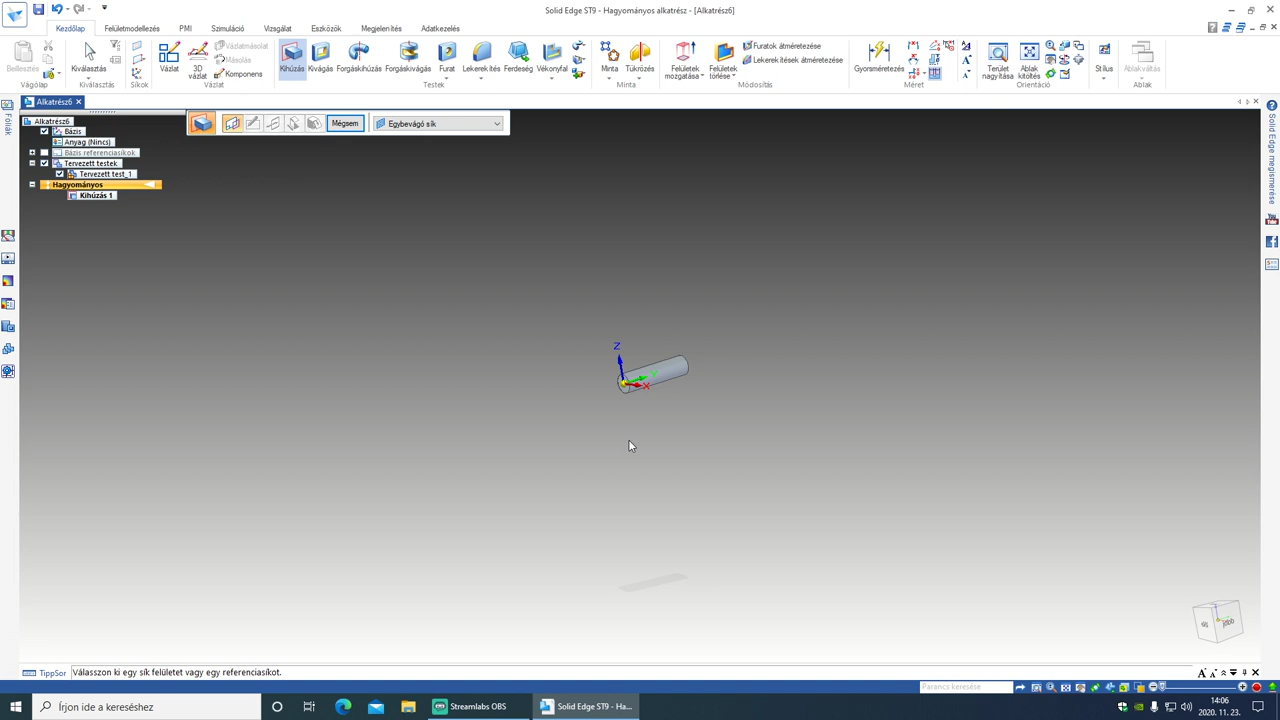 Solid Edge ST9 - Hagyományos alkatrész - [Alkatrész6]
Kezdőlap Felületmodellezés PMI Szimuláció Vizsgálat Eszközök Megjelenítés Adatkezelés
Beillesztés
Vágólap
Kiválasztás
Kiválasztás
Síkok
Vázlat
3D vázlat
Vázlatmásolat
Másolás
Komponens
Vázlat
Kihúzás
Kivágás
Forgáskihúzás
Forgáskivágás
Furat
Lekerekítés
Ferdeség
Vékonyfal
Testek
Minta
Tükrözés
Minta
Felületek mozgatása
Felületek törlése
Furatok átméretezése
Lekerekítések átméretezése
Módosítás
Gyorsméretezés
Méret
Terület nagyítása
Ablak kitöltés
Orientáció
Stílus
Ablakváltás
Ablak
Alkatrész6
Fóliák
Alkatrész6
Bázis
Anyag (Nincs)
Bázis referenciasíkok
Tervezett testek
Tervezett test_1
Hagyományos
Kihúzás 1
Mégsem
Egybevágó sík
Solid Edge megismerése
You
Tube
Z
Y
X
jobb
TippSor
Válasszon ki egy sík felületet vagy egy referenciasíkot.
Parancs keresése
Írjon ide a kereséshez
Streamlabs OBS
Solid Edge ST9 - Ha...
14:06
2020. 11. 23.